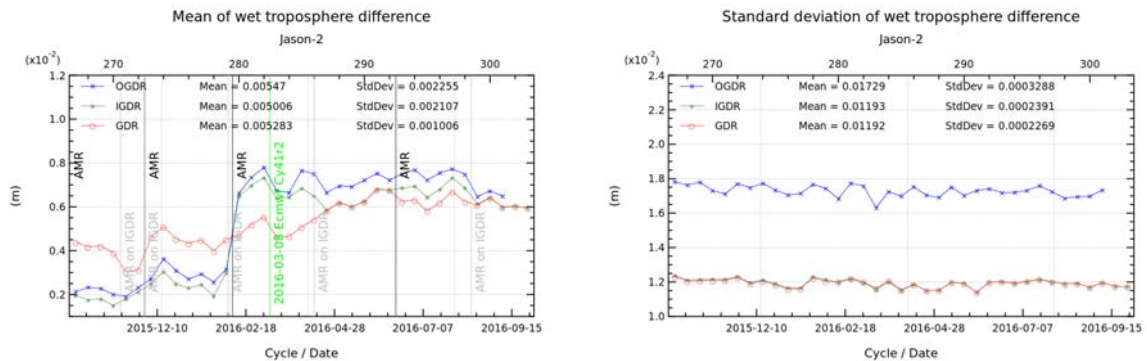 Mean of wet troposphere difference
Jason-2
(x10⁻²)
270 280 290 300
1.2
1.0
0.8
0.6
0.4
0.2
(m)
OGDR Mean = 0.00547 StdDev = 0.002255
IGDR Mean = 0.005006 StdDev = 0.002107
GDR Mean = 0.005283 StdDev = 0.001006
AMR
AMR on IGDR
AMR
AMR on IGDR
AMR
2016-03-08 Ecmwf Cy41r2
AMR on IGDR
AMR
AMR on IGDR
2015-12-10 2016-02-18 2016-04-28 2016-07-07 2016-09-15
Cycle / Date
Standard deviation of wet troposphere difference
Jason-2
(x10⁻²)
270 280 290 300
2.4
2.2
2.0
1.8
1.6
1.4
1.2
1.0
(m)
OGDR Mean = 0.01729 StdDev = 0.0003288
IGDR Mean = 0.01193 StdDev = 0.0002391
GDR Mean = 0.01192 StdDev = 0.0002269
2015-12-10 2016-02-18 2016-04-28 2016-07-07 2016-09-15
Cycle / Date